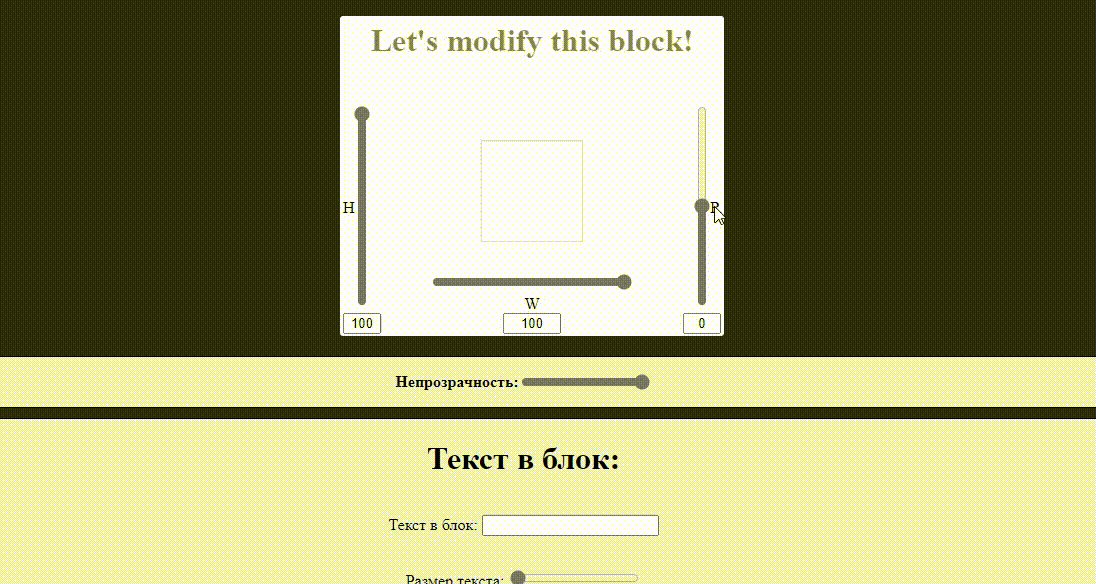 Let's modify this block!
H
R
W
100
100
0
Непрозрачность:
Текст в блок:
Текст в блок:
Размер текста: